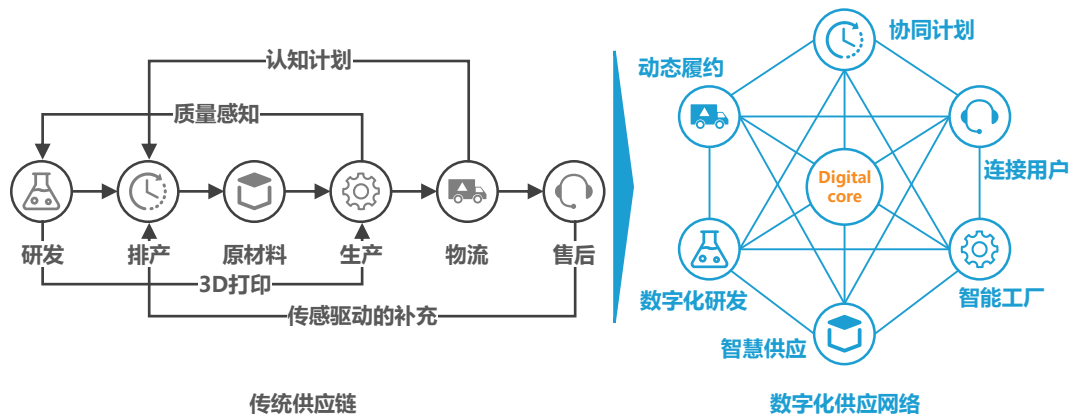 认知计划
质量感知
研发
排产
原材料
生产
物流
售后
3D打印
传感驱动的补充
传统供应链
协同计划
动态履约
连接用户
Digital
core
数字化研发
智能工厂
智慧供应
数字化供应网络